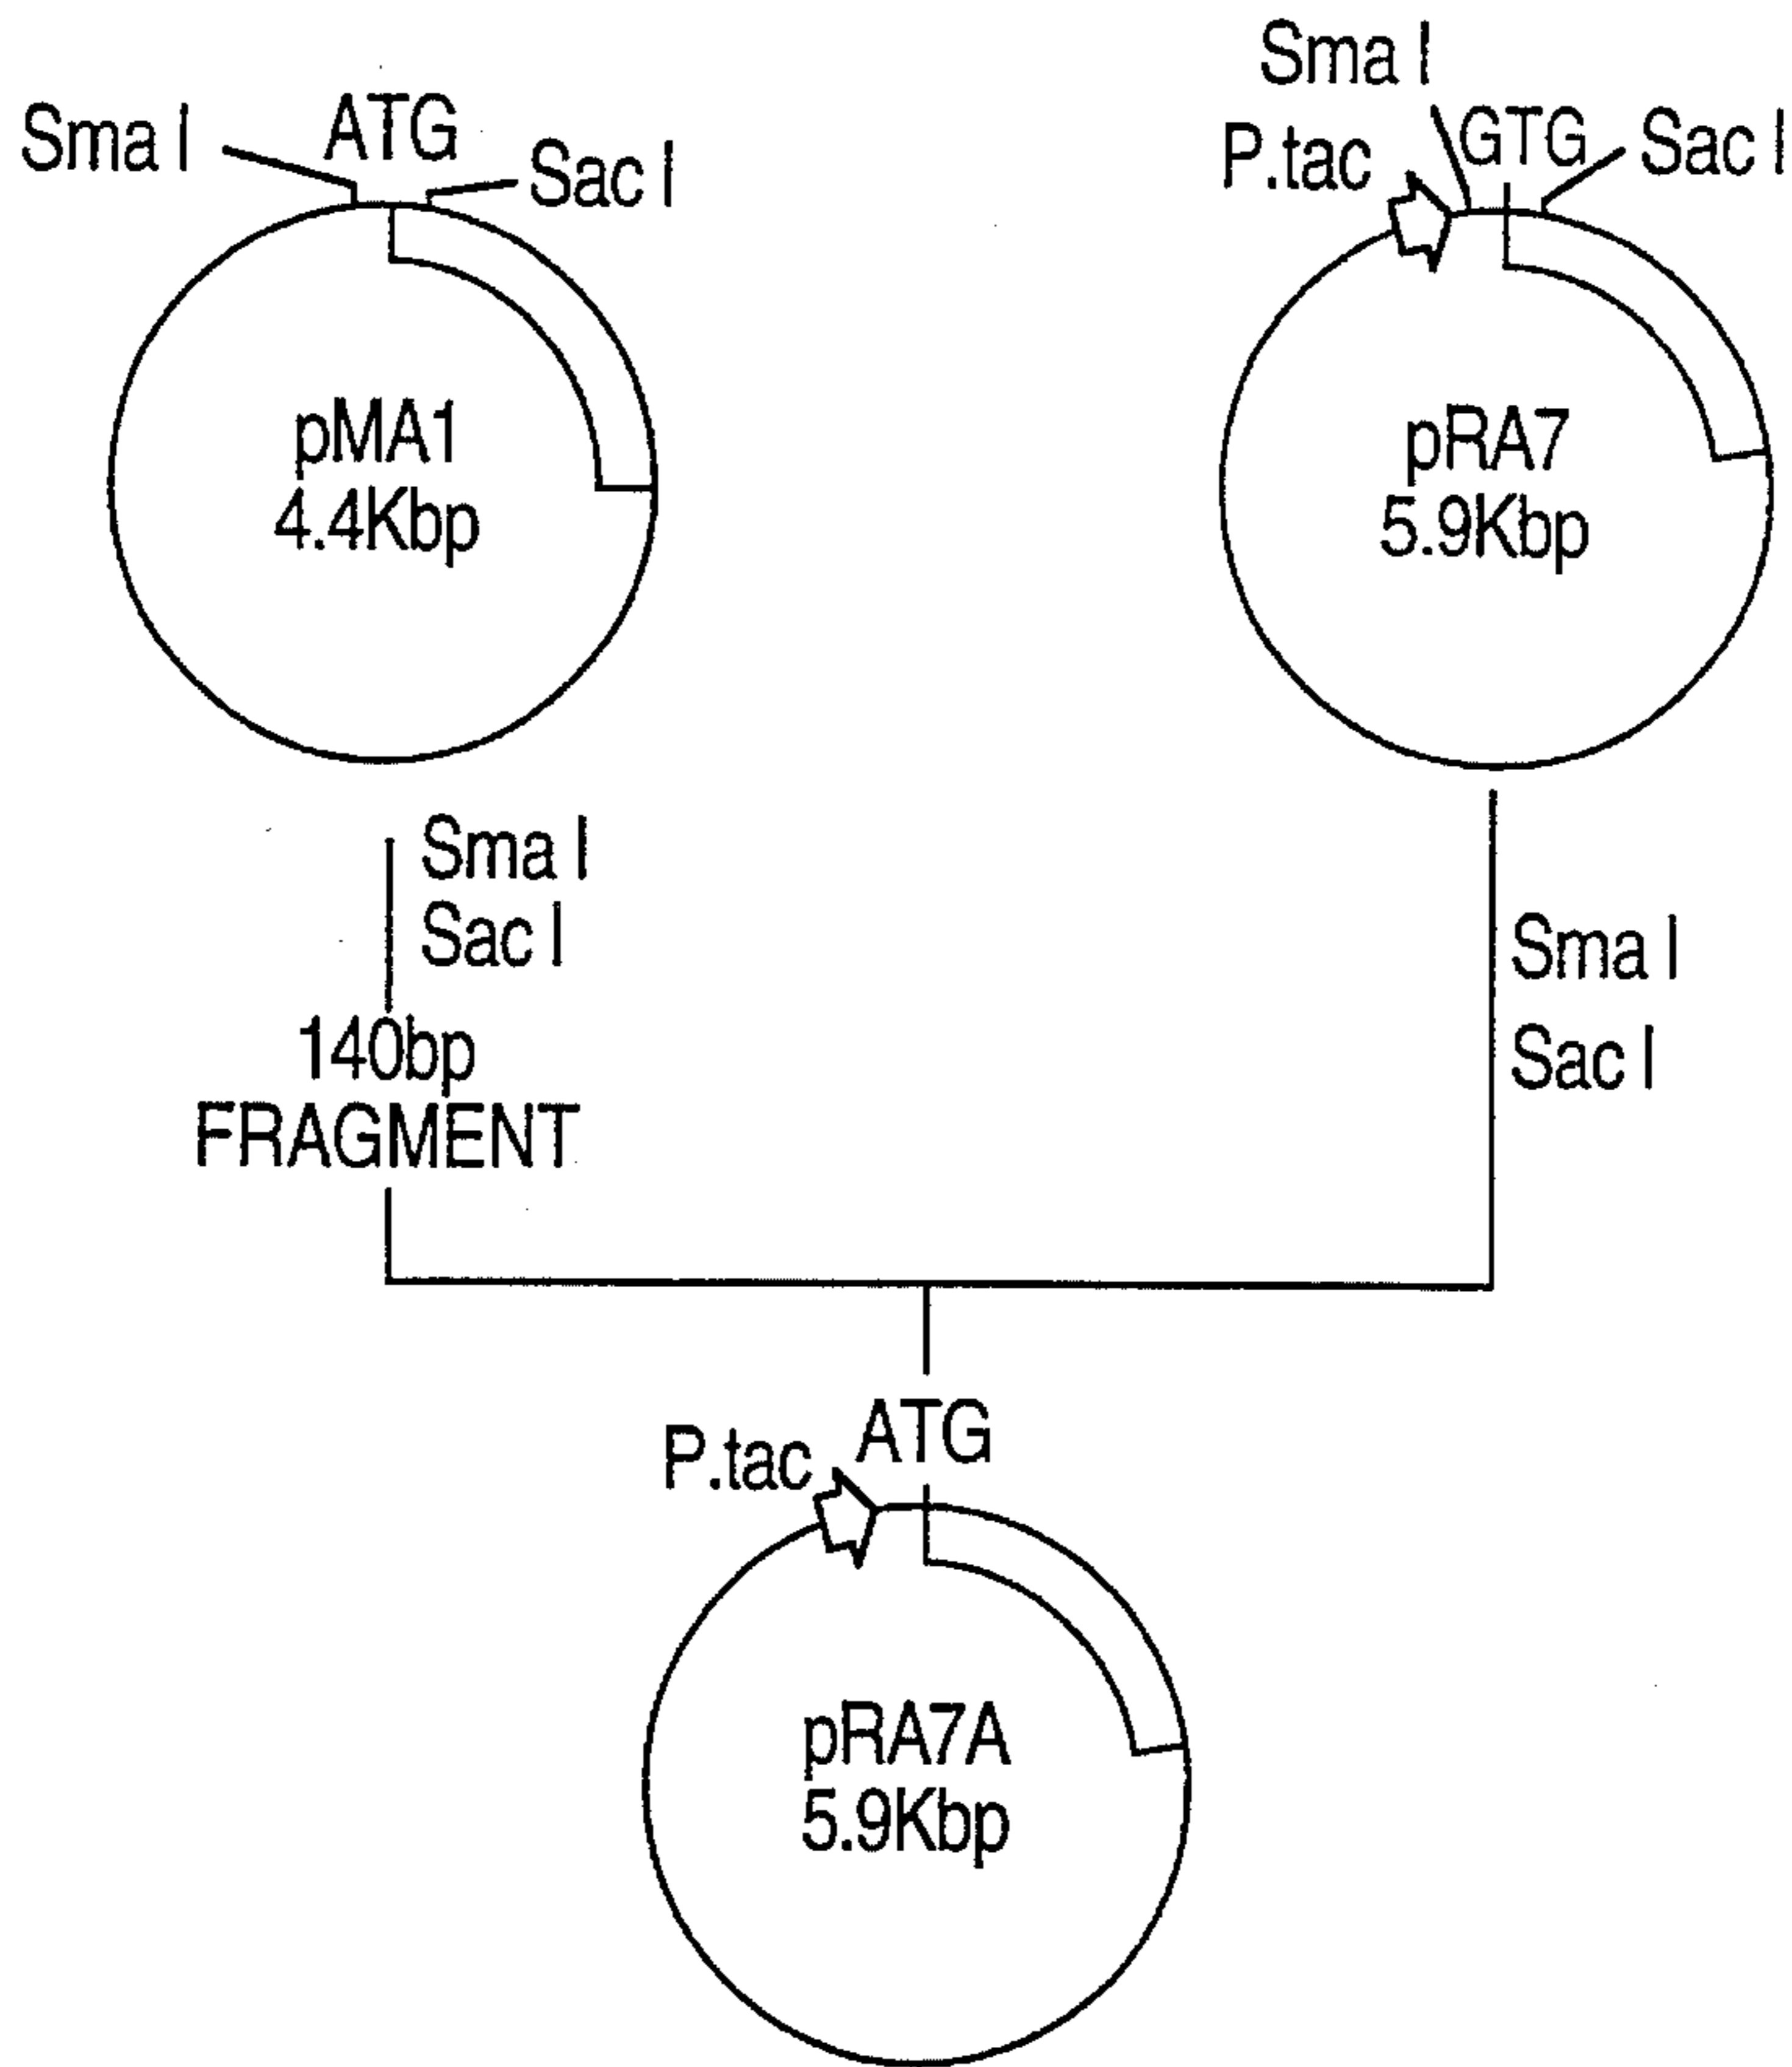 Sma I
ATG
Sac I
pMA1
4.4Kbp
Sma I
P.tac
GTG
Sac I
pRA7
5.9Kbp
Sma I
Sac I
140bp
FRAGMENT
Sma I
Sac I
P.tac
ATG
pRA7A
5.9Kbp